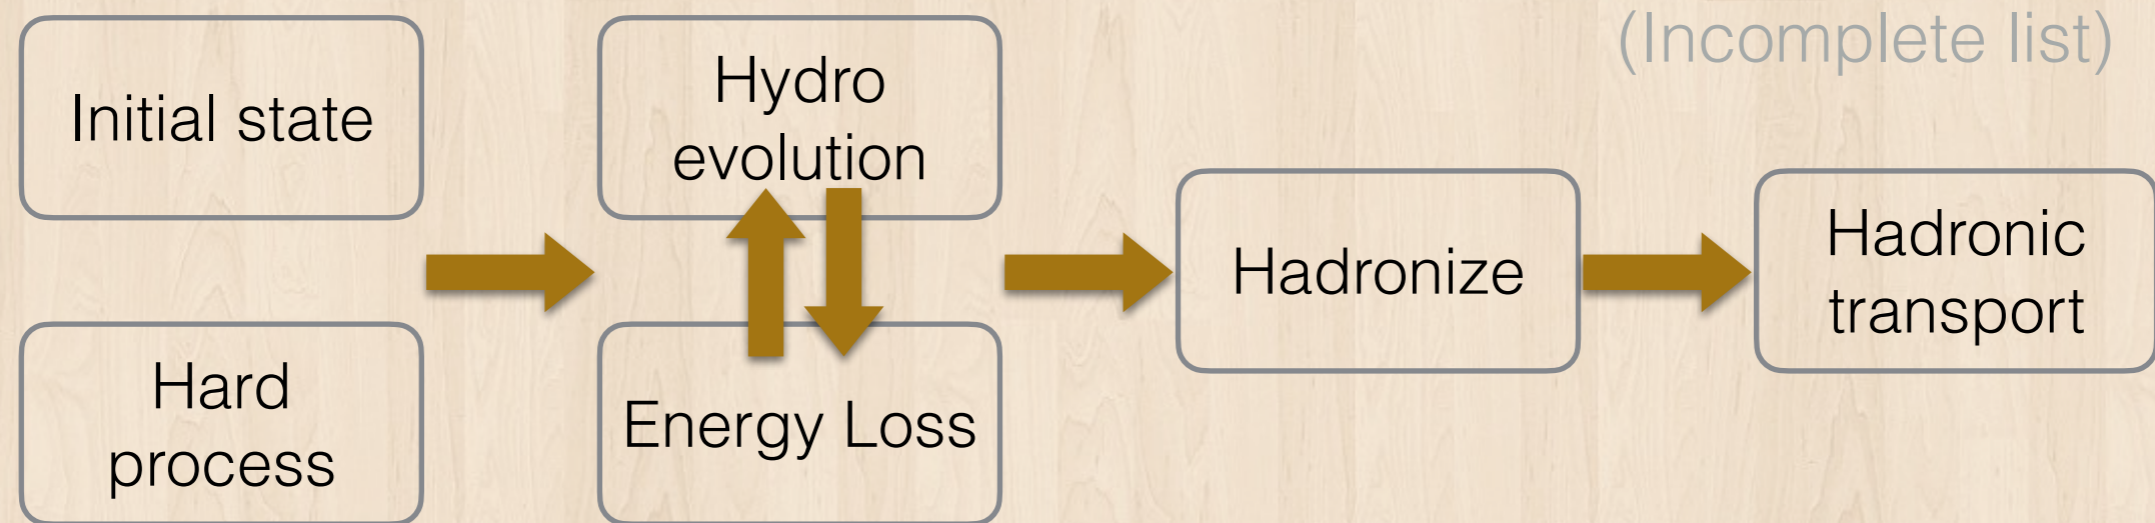 (Incomplete list)
Initial state
Hard
process
Hydro
evolution
Energy Loss
Hadronize
Hadronic
transport